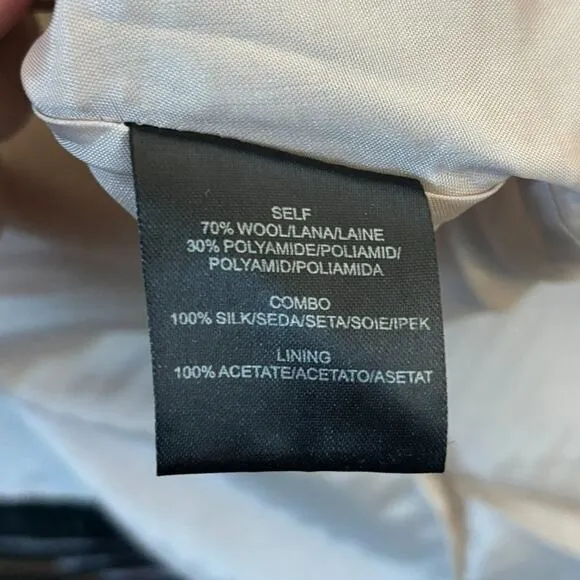 SELF
70% WOOL/LANA/LAINE
30% POLYAMIDE/POLIAMID/
POLYAMID/POLIAMIDA
COMBO
100% SILK/SEDA/SETA/SOIE/IPEK
LINING
100% ACETATE/ACETATO/ASETAT